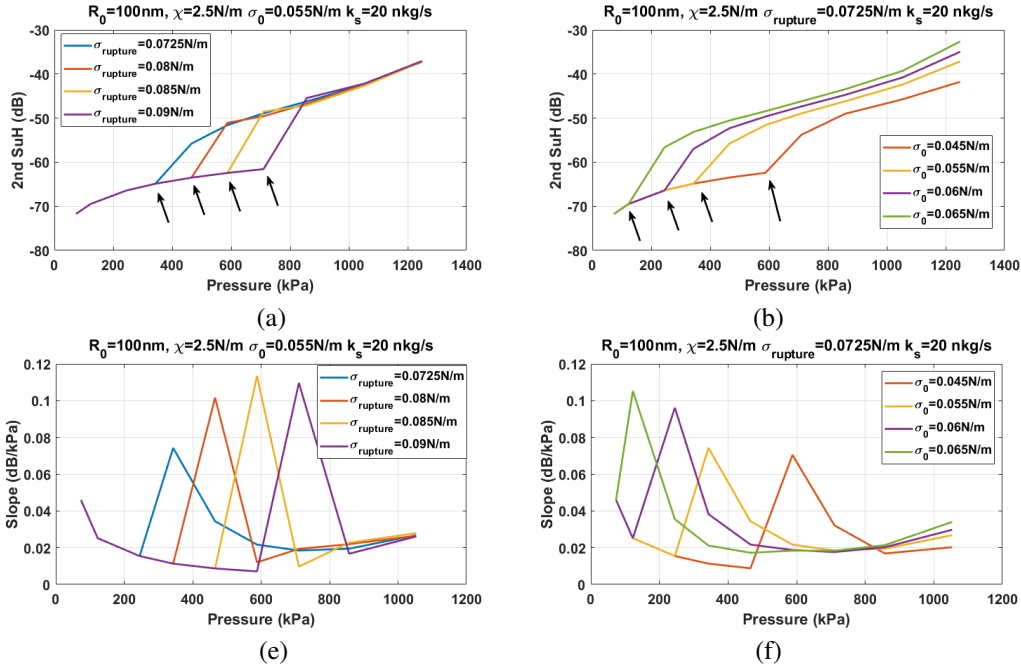 R₀=100nm, χ=2.5N/m σ₀=0.055N/m kₛ=20 nkg/s
2nd SuH (dB)
-30
-40
-50
-60
-70
-80
σrupture=0.0725N/m
σrupture=0.08N/m
σrupture=0.085N/m
σrupture=0.09N/m
0 200 400 600 800 1000 1200 1400
Pressure (kPa)
(a)
R₀=100nm, χ=2.5N/m σrupture=0.0725N/m kₛ=20 nkg/s
2nd SuH (dB)
-30
-40
-50
-60
-70
-80
σ₀=0.045N/m
σ₀=0.055N/m
σ₀=0.06N/m
σ₀=0.065N/m
0 200 400 600 800 1000 1200 1400
Pressure (kPa)
(b)
R₀=100nm, χ=2.5N/m σ₀=0.055N/m kₛ=20 nkg/s
Slope (dB/kPa)
0.12
0.1
0.08
0.06
0.04
0.02
0
σrupture=0.0725N/m
σrupture=0.08N/m
σrupture=0.085N/m
σrupture=0.09N/m
0 200 400 600 800 1000 1200
Pressure (kPa)
(e)
R₀=100nm, χ=2.5N/m σrupture=0.0725N/m kₛ=20 nkg/s
Slope (dB/kPa)
0.12
0.1
0.08
0.06
0.04
0.02
0
σ₀=0.045N/m
σ₀=0.055N/m
σ₀=0.06N/m
σ₀=0.065N/m
0 200 400 600 800 1000 1200
Pressure (kPa)
(f)